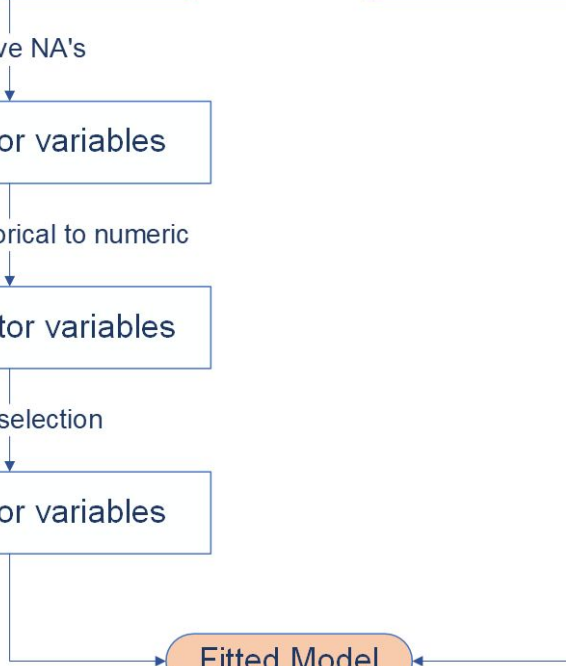 ve NA's
or variables
orical to numeric
tor variables
selection
or variables
Fitted Model